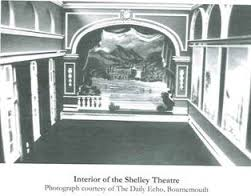 Interior of the Shelley Theatre
Photograph courtesy of The Daily Echo, Bournemouth